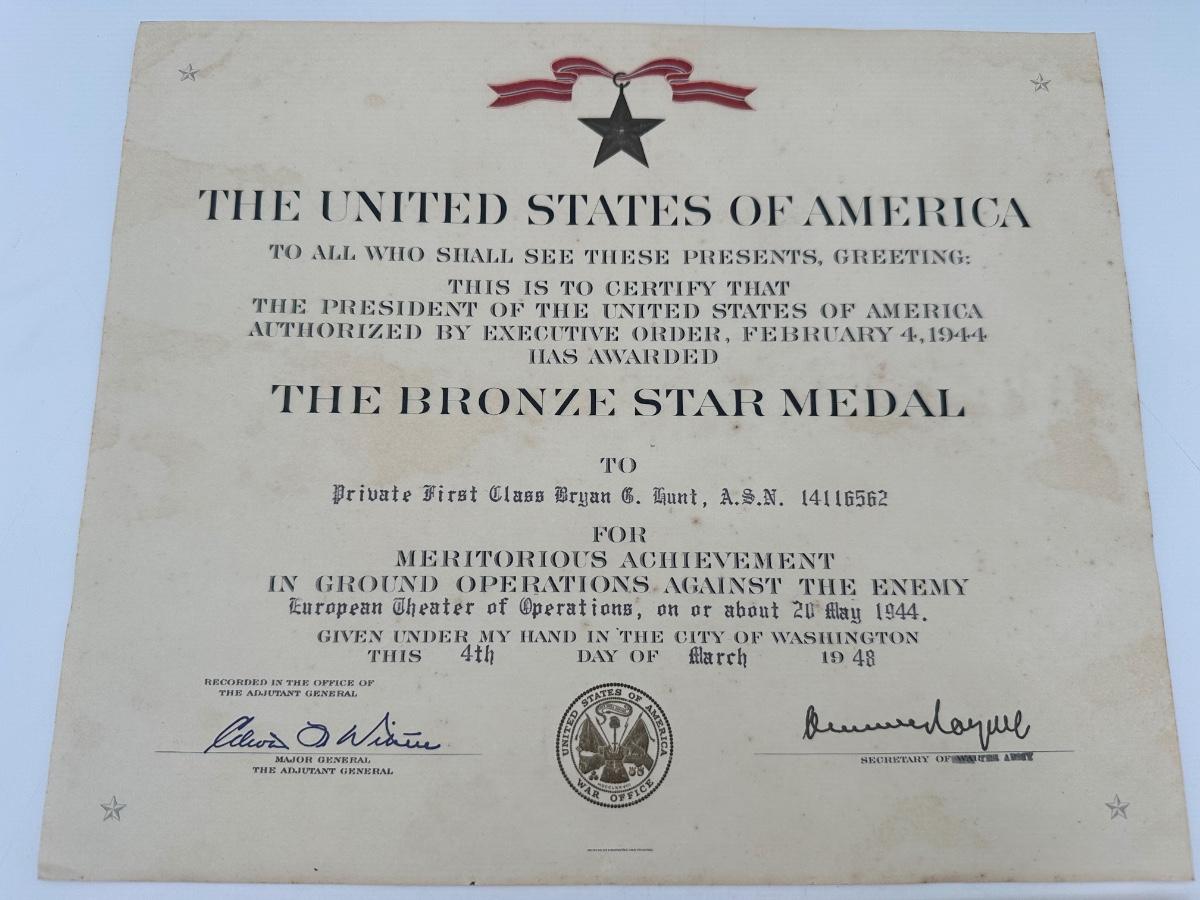 THE UNITED STATES OF AMERICA
TO ALL WHO SHALL SEE THESE PRESENTS, GREETING:
THIS IS TO CERTIFY THAT
THE PRESIDENT OF THE UNITED STATES OF AMERICA
AUTHORIZED BY EXECUTIVE ORDER, FEBRUARY 4, 1944
HAS AWARDED
THE BRONZE STAR MEDAL
TO
Private First Class Bryan G. Hunt, A.S.N. 14116562
FOR
MERITORIOUS ACHIEVEMENT
IN GROUND OPERATIONS AGAINST THE ENEMY
European Theater of Operations, on or about 20 May 1944.
GIVEN UNDER MY HAND IN THE CITY OF WASHINGTON
THIS 4th DAY OF March 1948
RECORDED IN THE OFFICE OF
THE ADJUTANT GENERAL
MAJOR GENERAL
THE ADJUTANT GENERAL
UNITED STATES OF AMERICA
WAR OFFICE
SECRETARY OF